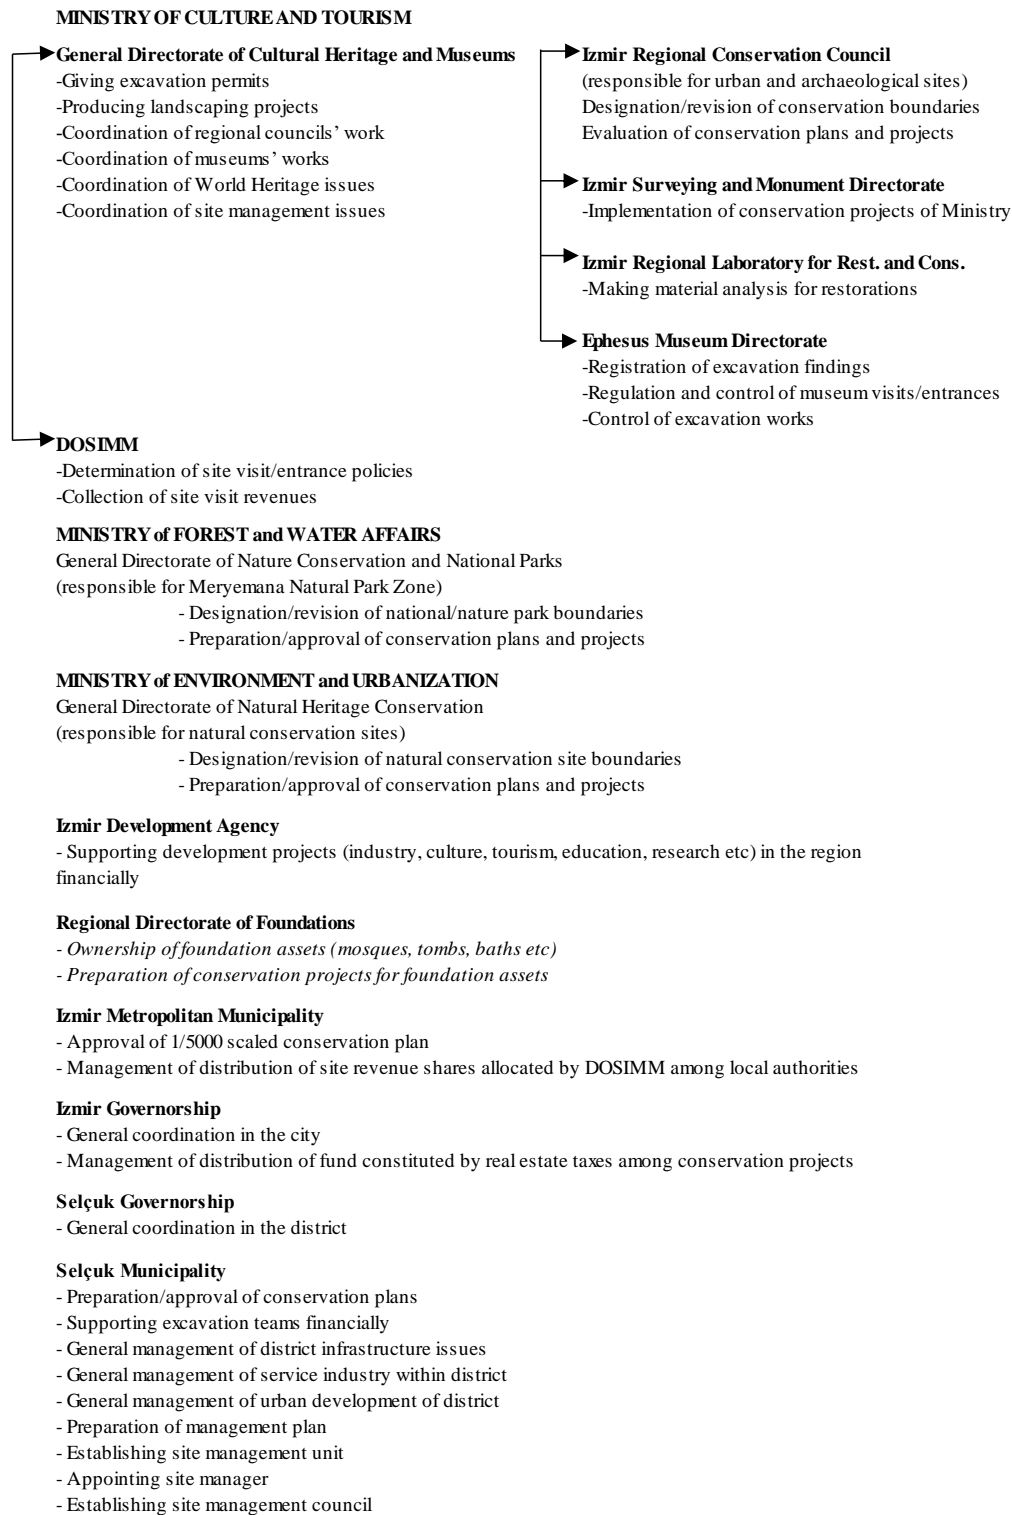 MINISTRY OF CULTURE AND TOURISM
General Directorate of Cultural Heritage and Museums
-Giving excavation permits
-Producing landscaping projects
-Coordination of regional councils' work
-Coordination of museums' works
-Coordination of World Heritage issues
-Coordination of site management issues
Izmir Regional Conservation Council
(responsible for urban and archaeological sites)
Designation/revision of conservation boundaries
Evaluation of conservation plans and projects
Izmir Surveying and Monument Directorate
-Implementation of conservation projects of Ministry
Izmir Regional Laboratory for Rest. and Cons.
-Making material analysis for restorations
Ephesus Museum Directorate
-Registration of excavation findings
-Regulation and control of museum visits/entrances
-Control of excavation works
DOSIMM
-Determination of site visit/entrance policies
-Collection of site visit revenues
MINISTRY of FOREST and WATER AFFAIRS
General Directorate of Nature Conservation and National Parks
(responsible for Meryemana Natural Park Zone)
- Designation/revision of national/nature park boundaries
- Preparation/approval of conservation plans and projects
MINISTRY of ENVIRONMENT and URBANIZATION
General Directorate of Natural Heritage Conservation
(responsible for natural conservation sites)
- Designation/revision of natural conservation site boundaries
- Preparation/approval of conservation plans and projects
Izmir Development Agency
- Supporting development projects (industry, culture, tourism, education, research etc) in the region
financially
Regional Directorate of Foundations
- Ownership of foundation assets (mosques, tombs, baths etc)
- Preparation of conservation projects for foundation assets
Izmir Metropolitan Municipality
- Approval of 1/5000 scaled conservation plan
- Management of distribution of site revenue shares allocated by DOSIMM among local authorities
Izmir Governorship
- General coordination in the city
- Management of distribution of fund constituted by real estate taxes among conservation projects
Selçuk Governorship
- General coordination in the district
Selçuk Municipality
- Preparation/approval of conservation plans
- Supporting excavation teams financially
- General management of district infrastructure issues
- General management of service industry within district
- General management of urban development of district
- Preparation of management plan
- Establishing site management unit
- Appointing site manager
- Establishing site management council